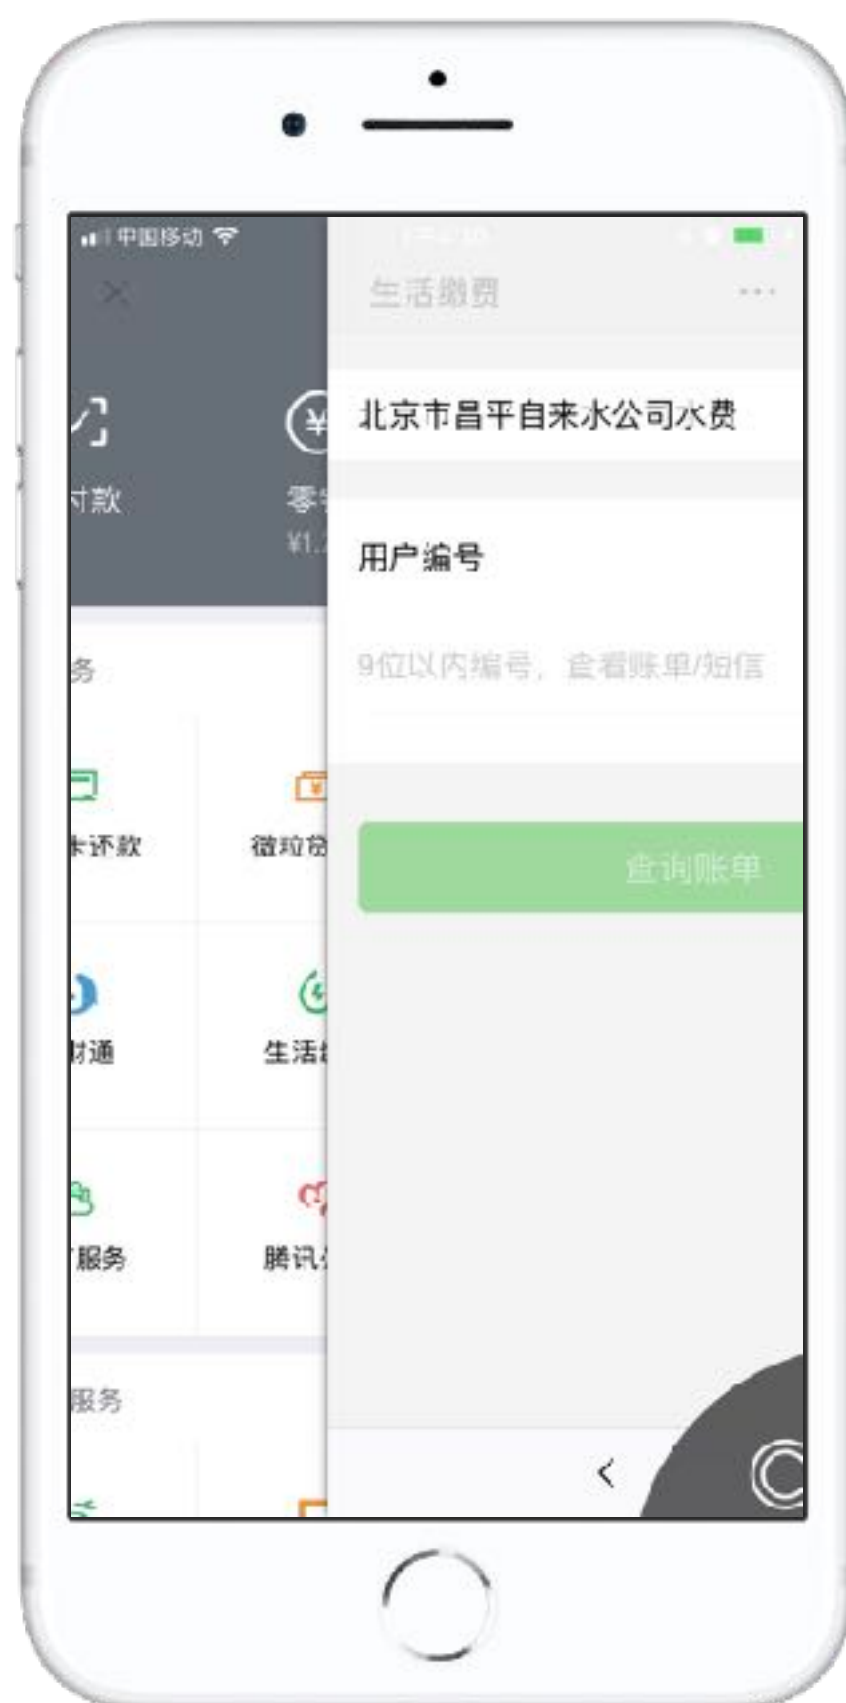 中国移动
生活缴费
...
北京市昌平自来水公司水费
付款
零
¥1.
用户编号
9位以内编号，查看账单/短信
务
卡还款
微粒贷
查询账单
财通
生活
服务
腾讯
服务